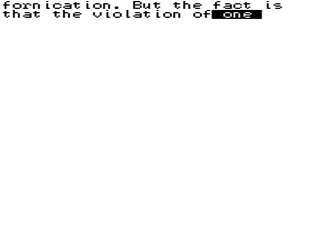 fornication. But the fact is
that the violation of one